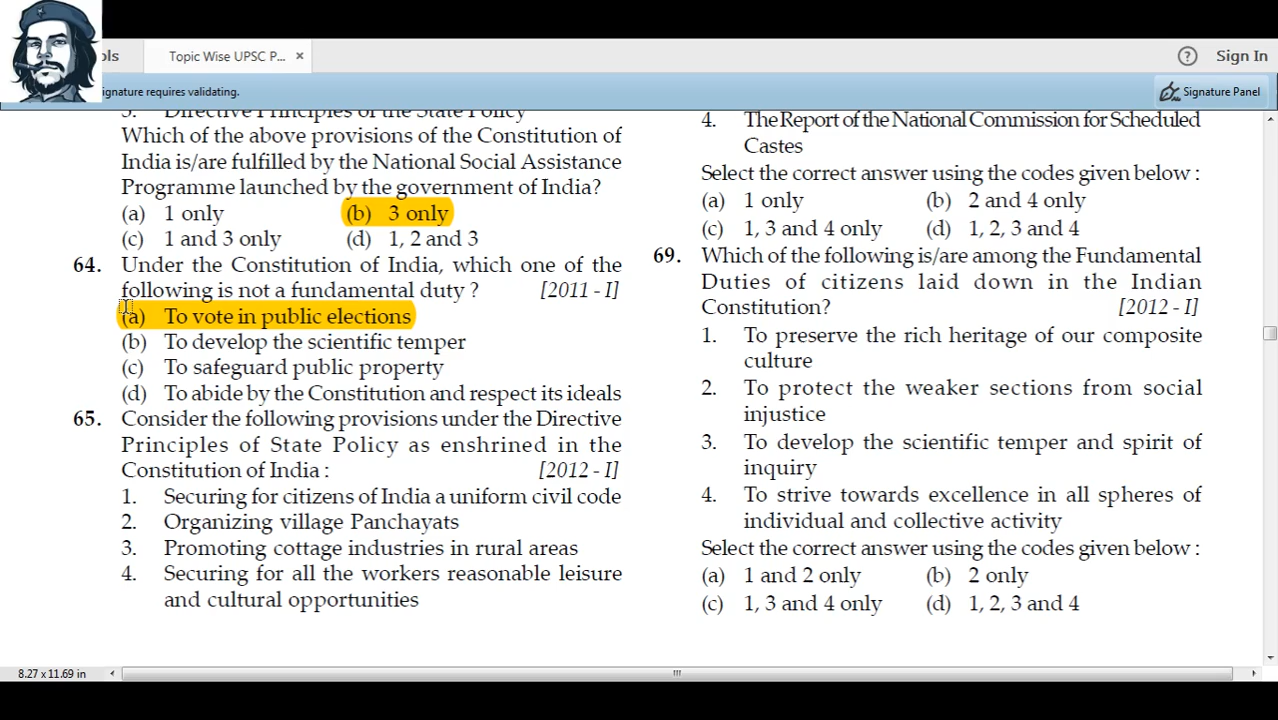 ols
Topic Wise UPSC P... ×
? Sign In
ignature requires validating.
Signature Panel
3. Directive Principles of the State Policy
Which of the above provisions of the Constitution of
India is/are fulfilled by the National Social Assistance
Programme launched by the government of India?
(a) 1 only (b) 3 only
(c) 1 and 3 only (d) 1, 2 and 3
64. Under the Constitution of India, which one of the
following is not a fundamental duty ? [2011 - I]
(a) To vote in public elections
(b) To develop the scientific temper
(c) To safeguard public property
(d) To abide by the Constitution and respect its ideals
65. Consider the following provisions under the Directive
Principles of State Policy as enshrined in the
Constitution of India : [2012 - I]
1. Securing for citizens of India a uniform civil code
2. Organizing village Panchayats
3. Promoting cottage industries in rural areas
4. Securing for all the workers reasonable leisure
and cultural opportunities
4. The Report of the National Commission for Scheduled
Castes
Select the correct answer using the codes given below :
(a) 1 only (b) 2 and 4 only
(c) 1, 3 and 4 only (d) 1, 2, 3 and 4
69. Which of the following is/are among the Fundamental
Duties of citizens laid down in the Indian
Constitution? [2012 - I]
1. To preserve the rich heritage of our composite
culture
2. To protect the weaker sections from social
injustice
3. To develop the scientific temper and spirit of
inquiry
4. To strive towards excellence in all spheres of
individual and collective activity
Select the correct answer using the codes given below :
(a) 1 and 2 only (b) 2 only
(c) 1, 3 and 4 only (d) 1, 2, 3 and 4
8.27 x 11.69 in